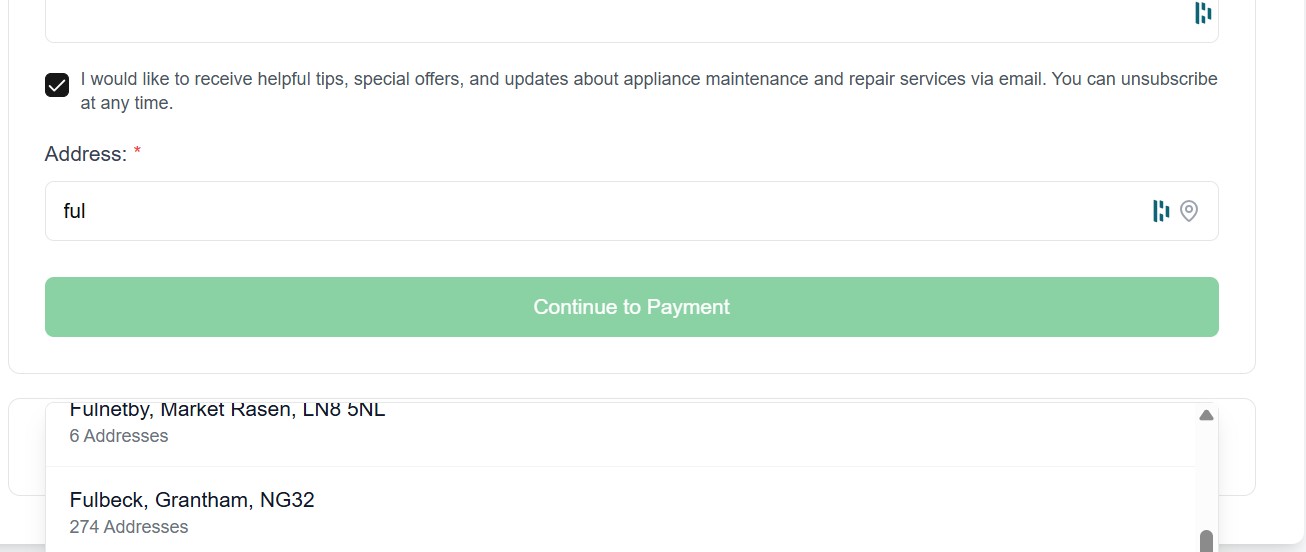 I would like to receive helpful tips, special offers, and updates about appliance maintenance and repair services via email. You can unsubscribe
at any time.
Address: *
ful
Continue to Payment
Fulnetby, Market Rasen, LN8 5NL
6 Addresses
Fulbeck, Grantham, NG32
274 Addresses